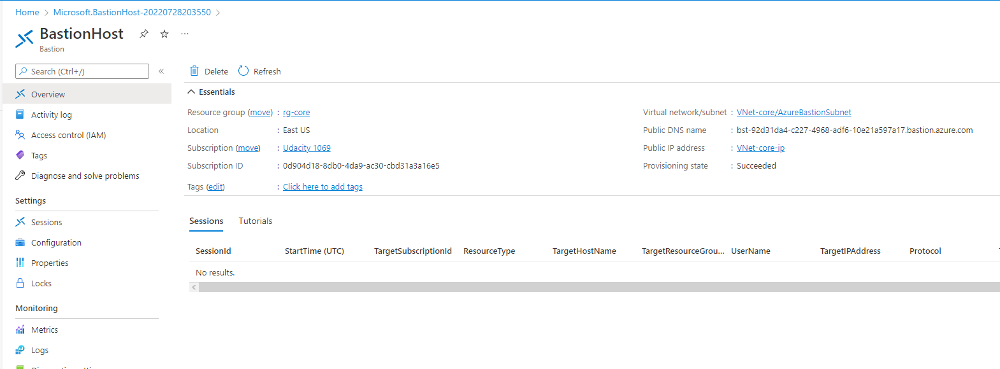 Home > Microsoft.BastionHost-20220728203550 >
BastionHost
Bastion
Search (Ctrl+/)
«
Overview
Activity log
Access control (IAM)
Tags
Diagnose and solve problems
Settings
Sessions
Configuration
Properties
Locks
Monitoring
Metrics
Logs
Delete Refresh
Essentials
Resource group (move) : rg-core
Location : East US
Subscription (move) : Udacity 1069
Subscription ID : 0d904d18-8db0-4da9-ac30-cbd31a3a16e5
Tags (edit) : Click here to add tags
Virtual network/subnet : VNet-core/AzureBastionSubnet
Public DNS name : bst-92d31da4-c227-4968-adf6-10e21a597a17.bastion.azure.com
Public IP address : VNet-core-ip
Provisioning state : Succeeded
Sessions Tutorials
SessionId StartTime (UTC) TargetSubscriptionId ResourceType TargetHostName TargetResourceGrou... UserName TargetIPAddress Protocol
No results.